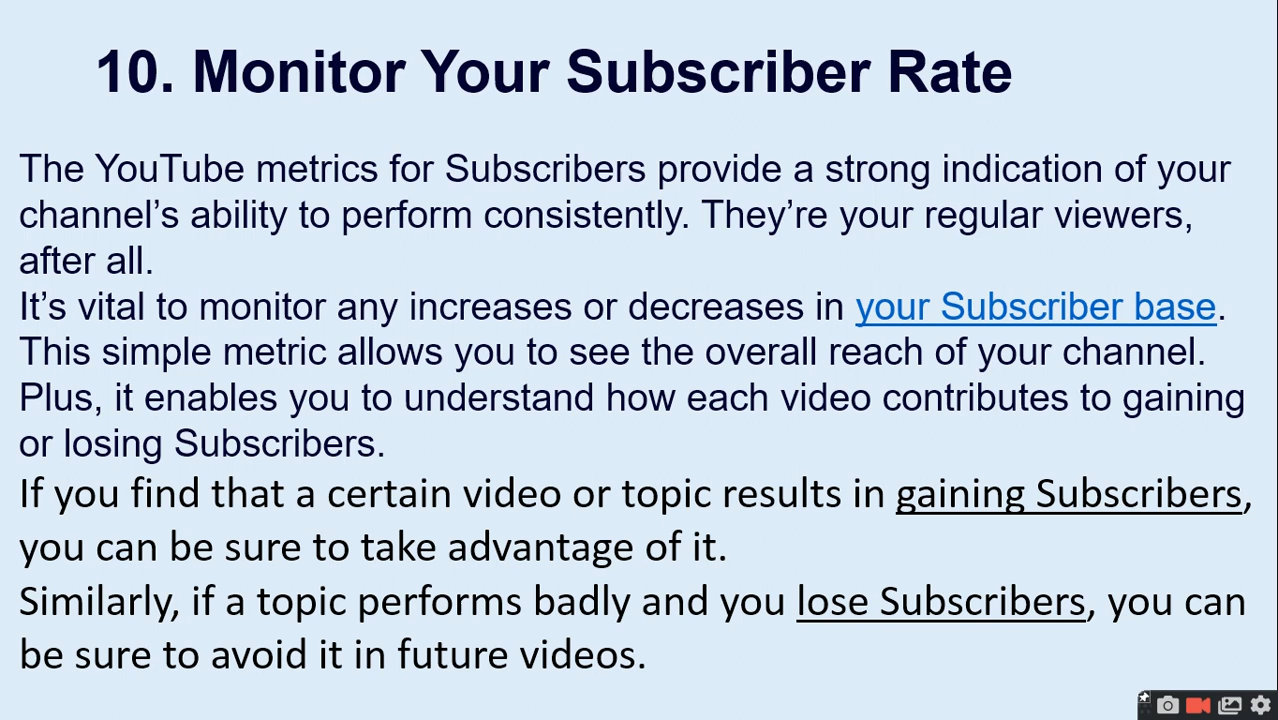 10. Monitor Your Subscriber Rate
The YouTube metrics for Subscribers provide a strong indication of your
channel’s ability to perform consistently. They’re your regular viewers,
after all.
It’s vital to monitor any increases or decreases in your Subscriber base.
This simple metric allows you to see the overall reach of your channel.
Plus, it enables you to understand how each video contributes to gaining
or losing Subscribers.
If you find that a certain video or topic results in gaining Subscribers,
you can be sure to take advantage of it.
Similarly, if a topic performs badly and you lose Subscribers, you can
be sure to avoid it in future videos.